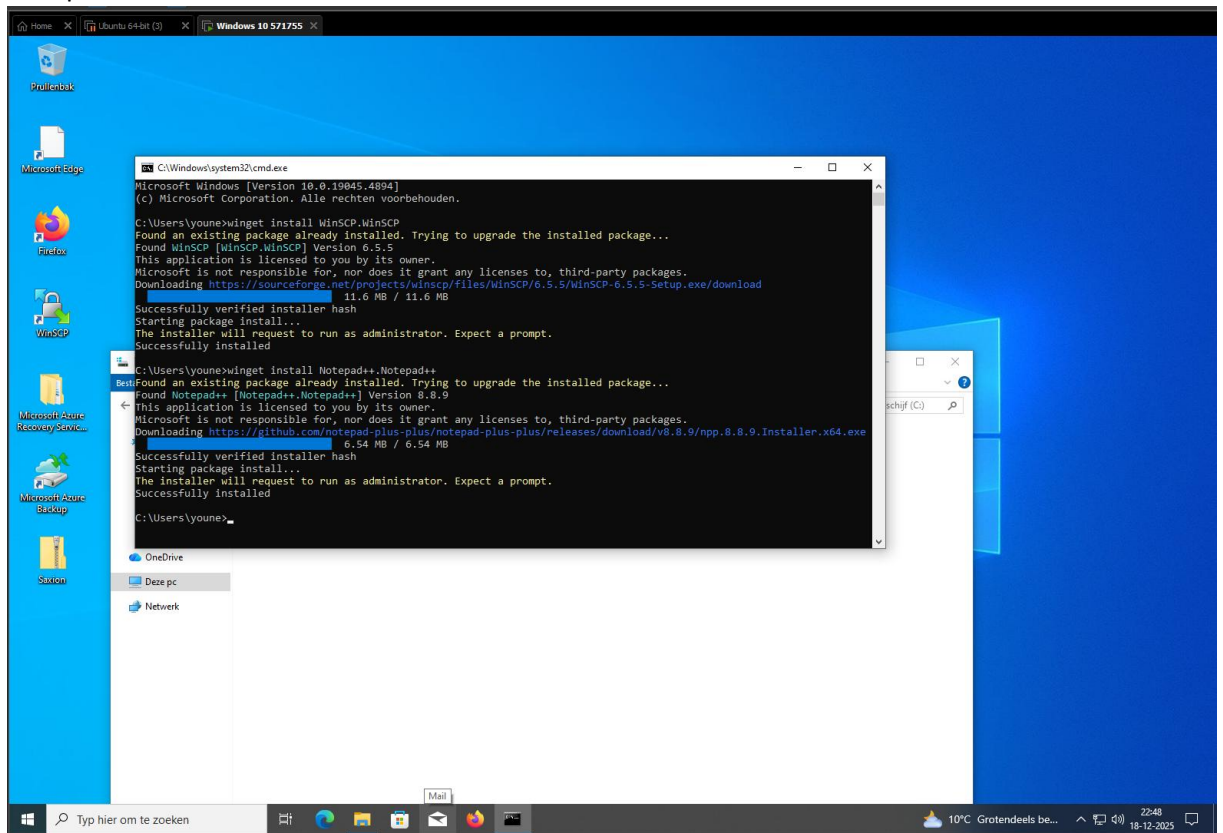 Home
Ubuntu 64-bit (3)
Windows 10 571755
Prullenbak
Microsoft Edge
Firefox
WinSCP
Microsoft Azure
Recovery Servic...
Microsoft Azure
Backup
Saxion
C:\Windows\system32\cmd.exe
Microsoft Windows [Version 10.0.19045.4894]
(c) Microsoft Corporation. Alle rechten voorbehouden.
C:\Users\youne>winget install WinSCP.WinSCP
Found an existing package already installed. Trying to upgrade the installed package...
Found WinSCP [WinSCP.WinSCP] Version 6.5.5
This application is licensed to you by its owner.
Microsoft is not responsible for, nor does it grant any licenses to, third-party packages.
Downloading https://sourceforge.net/projects/winscp/files/WinSCP/6.5.5/WinSCP-6.5.5-Setup.exe/download
11.6 MB / 11.6 MB
Successfully verified installer hash
Starting package install...
The installer will request to run as administrator. Expect a prompt.
Successfully installed
C:\Users\youne>winget install Notepad++.Notepad++
Found an existing package already installed. Trying to upgrade the installed package...
Found Notepad++ [Notepad++.Notepad++] Version 8.8.9
This application is licensed to you by its owner.
Microsoft is not responsible for, nor does it grant any licenses to, third-party packages.
Downloading https://github.com/notepad-plus-plus/notepad-plus-plus/releases/download/v8.8.9/npp.8.8.9.Installer.x64.exe
6.54 MB / 6.54 MB
Successfully verified installer hash
Starting package install...
The installer will request to run as administrator. Expect a prompt.
Successfully installed
C:\Users\youne>
Best
schijf (C:)
OneDrive
Deze pc
Netwerk
Mail
Typ hier om te zoeken
10°C Grotendeels be...
22:48
18-12-2025